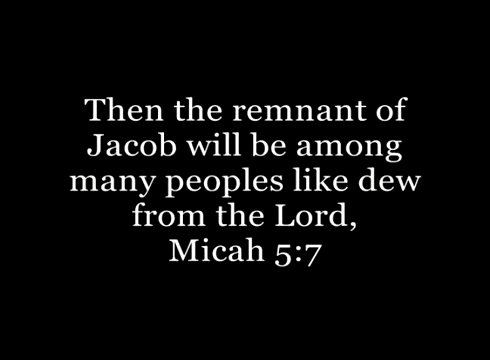 Then the remnant of
Jacob will be among
many peoples like dew
from the Lord,
Micah 5:7